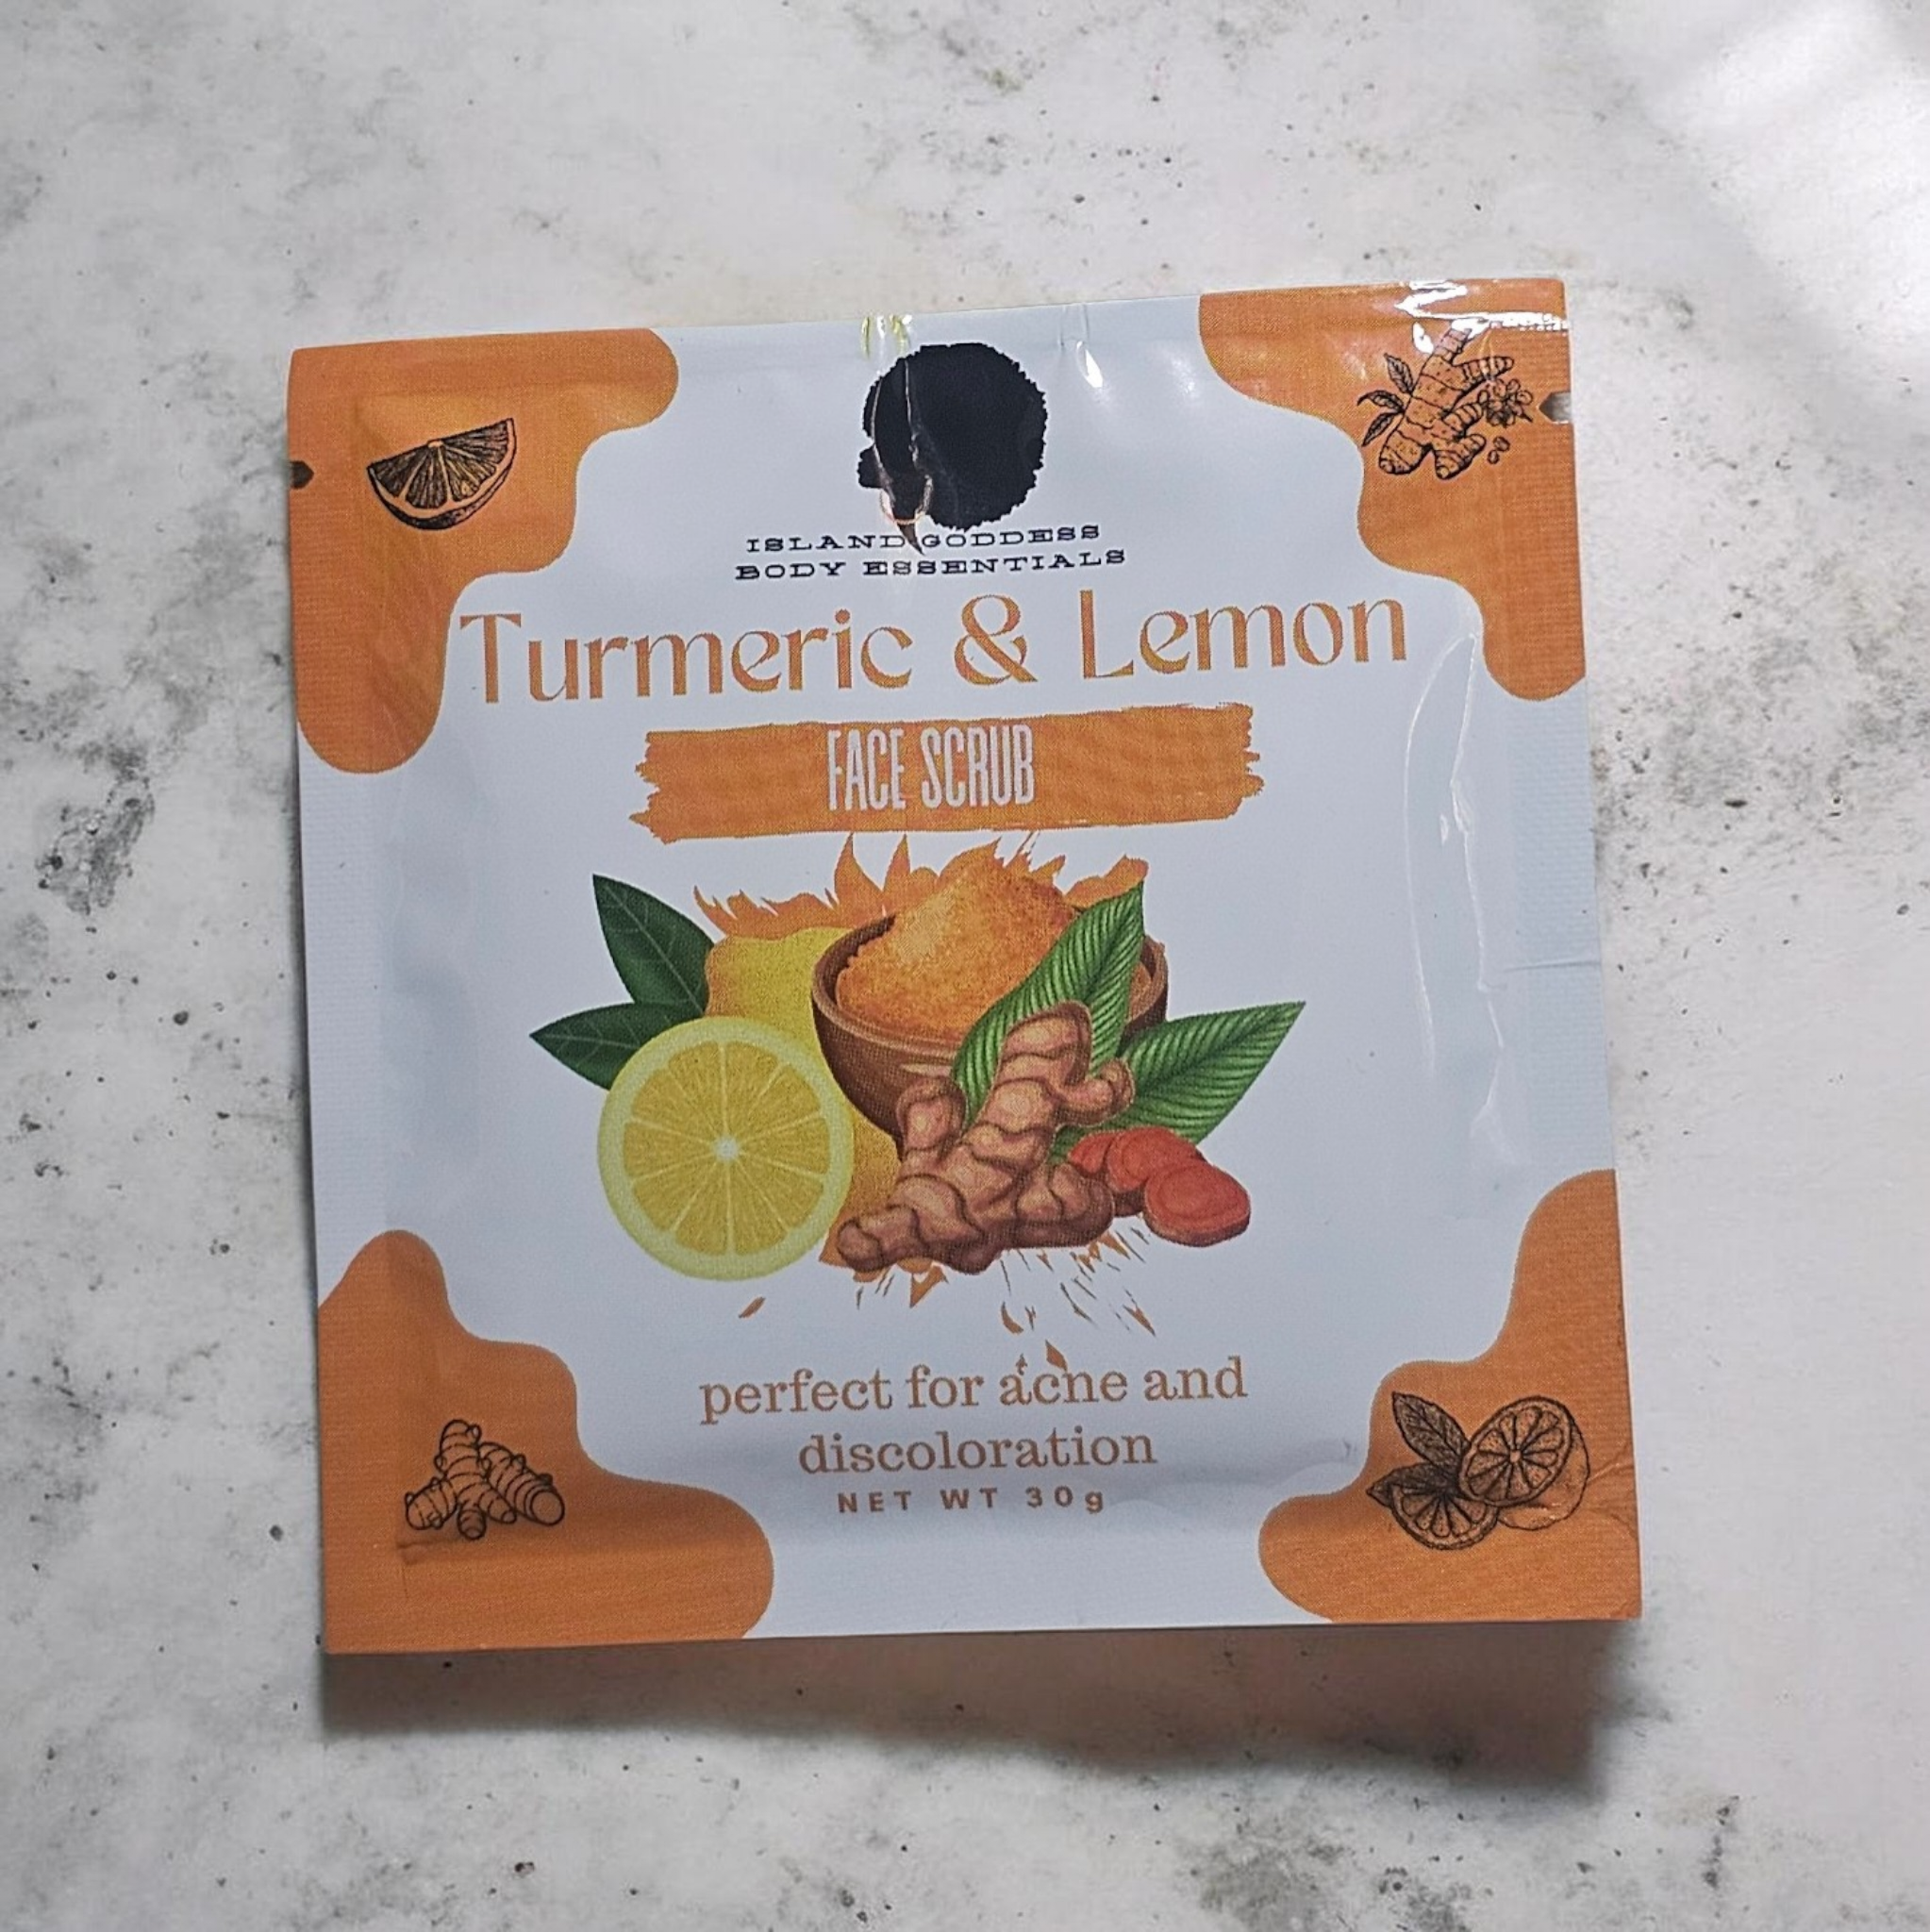 ISLAND GODDESS
BODY ESSENTIALS
Turmeric & Lemon
FACE SCRUB
perfect for acne and
discoloration
NET WT 30g